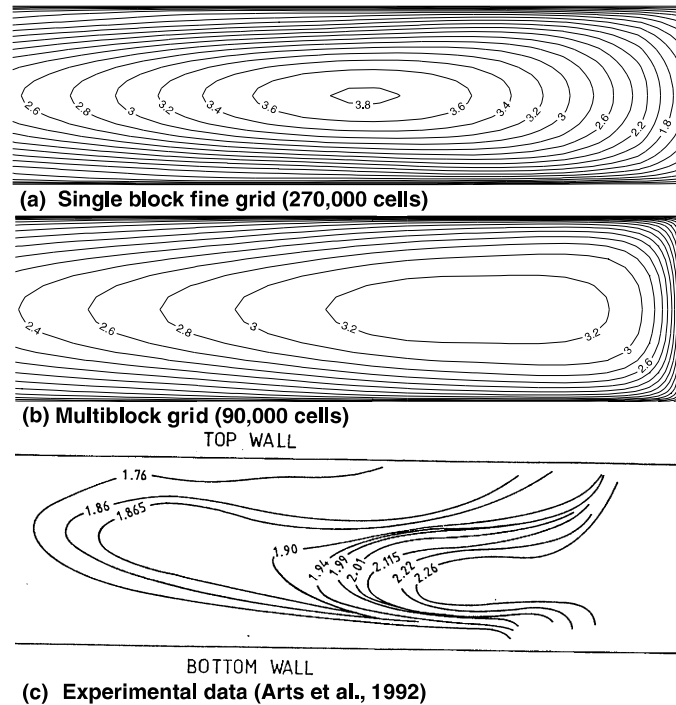 2.6 2.8 3 3.2 3.4 3.6 3.8 3.6 3.4 3.2 3 2.6 2.2 1.8
(a) Single block fine grid (270,000 cells)
2.4 2.6 2.8 3 3.2 3.2 3 2.6
(b) Multiblock grid (90,000 cells)
TOP WALL
1.76
1.86
1.865
1.90
1.94
1.99
2.01
2.115
2.22
2.26
BOTTOM WALL
(c) Experimental data (Arts et al., 1992)